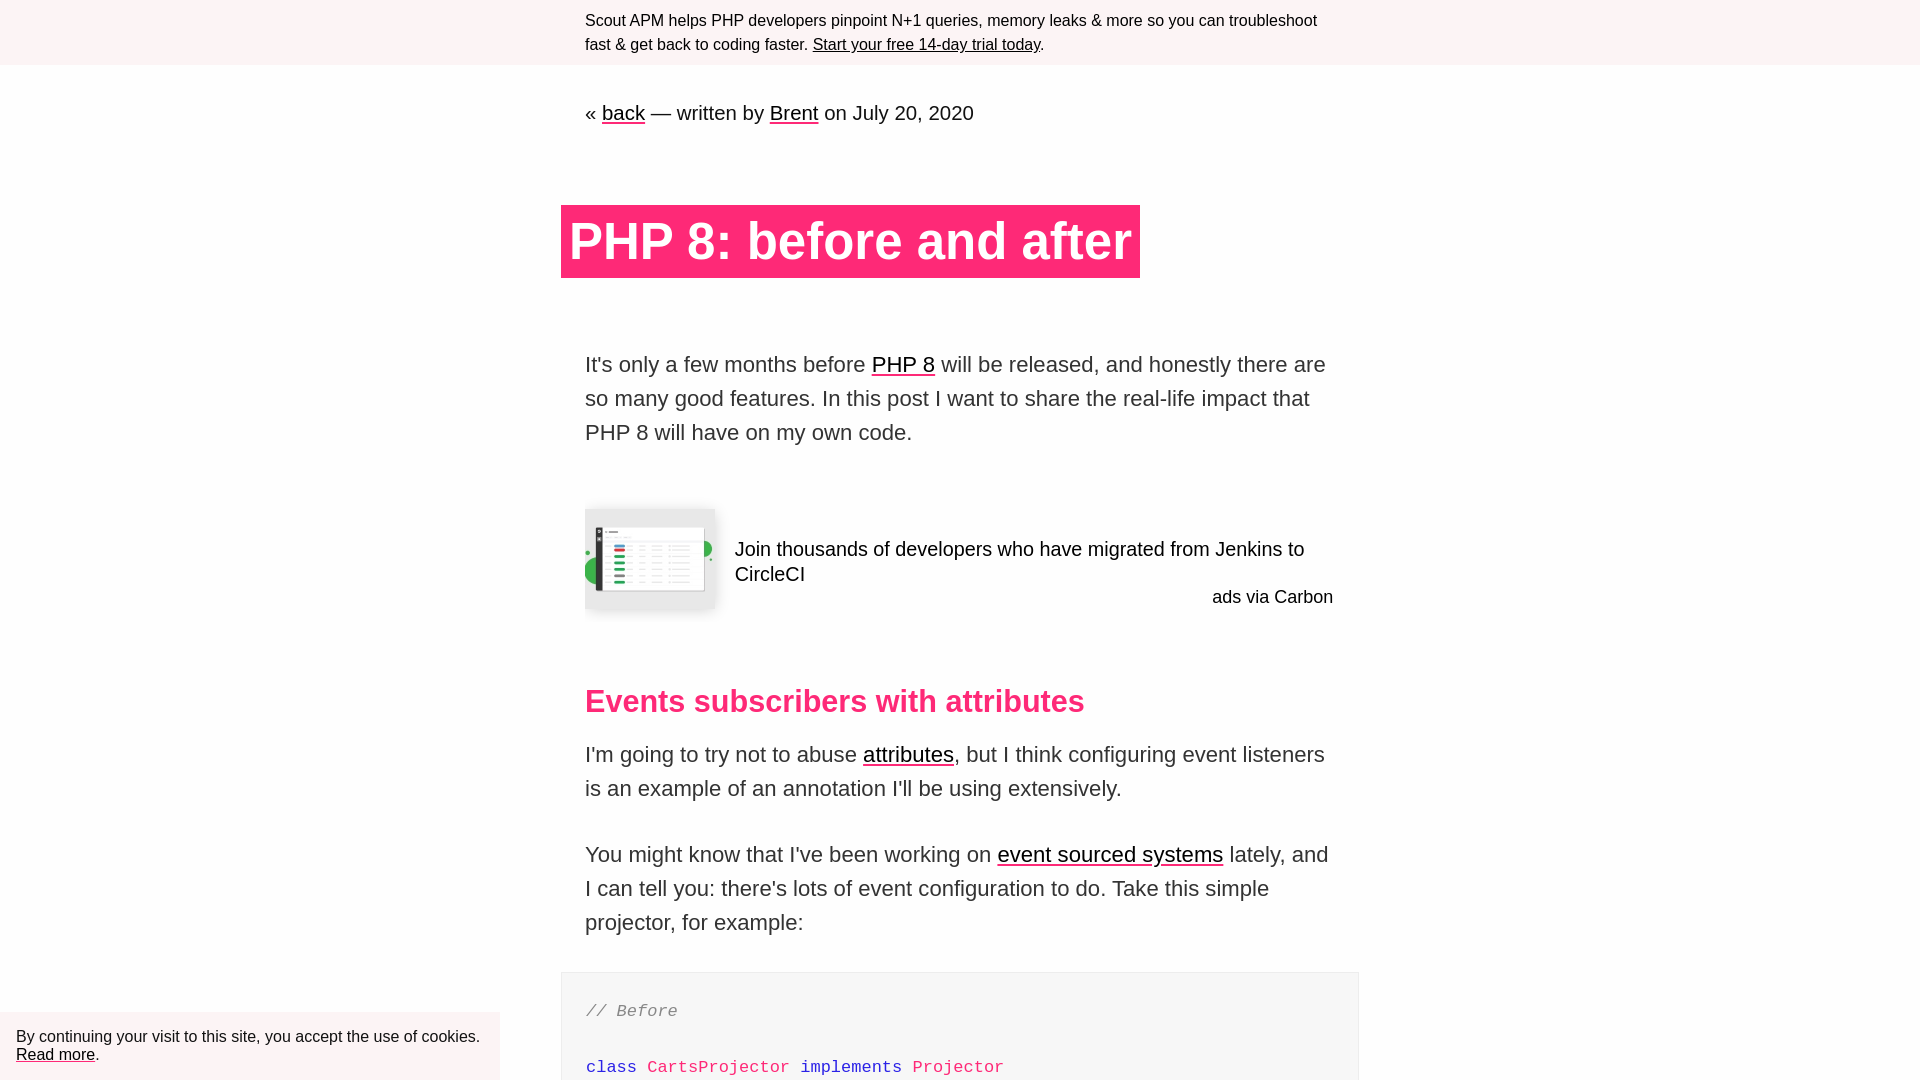 Scout APM helps PHP developers pinpoint N+1 queries, memory leaks & more so you can troubleshoot
fast & get back to coding faster. Start your free 14-day trial today.
« back — written by Brent on July 20, 2020
PHP 8: before and after
It's only a few months before PHP 8 will be released, and honestly there are
so many good features. In this post I want to share the real-life impact that
PHP 8 will have on my own code.
Join thousands of developers who have migrated from Jenkins to
CircleCI
ads via Carbon
Events subscribers with attributes
I'm going to try not to abuse attributes, but I think configuring event listeners
is an example of an annotation I'll be using extensively.
You might know that I've been working on event sourced systems lately, and
I can tell you: there's lots of event configuration to do. Take this simple
projector, for example:
// Before
class CartsProjector implements Projector
By continuing your visit to this site, you accept the use of cookies.
Read more.